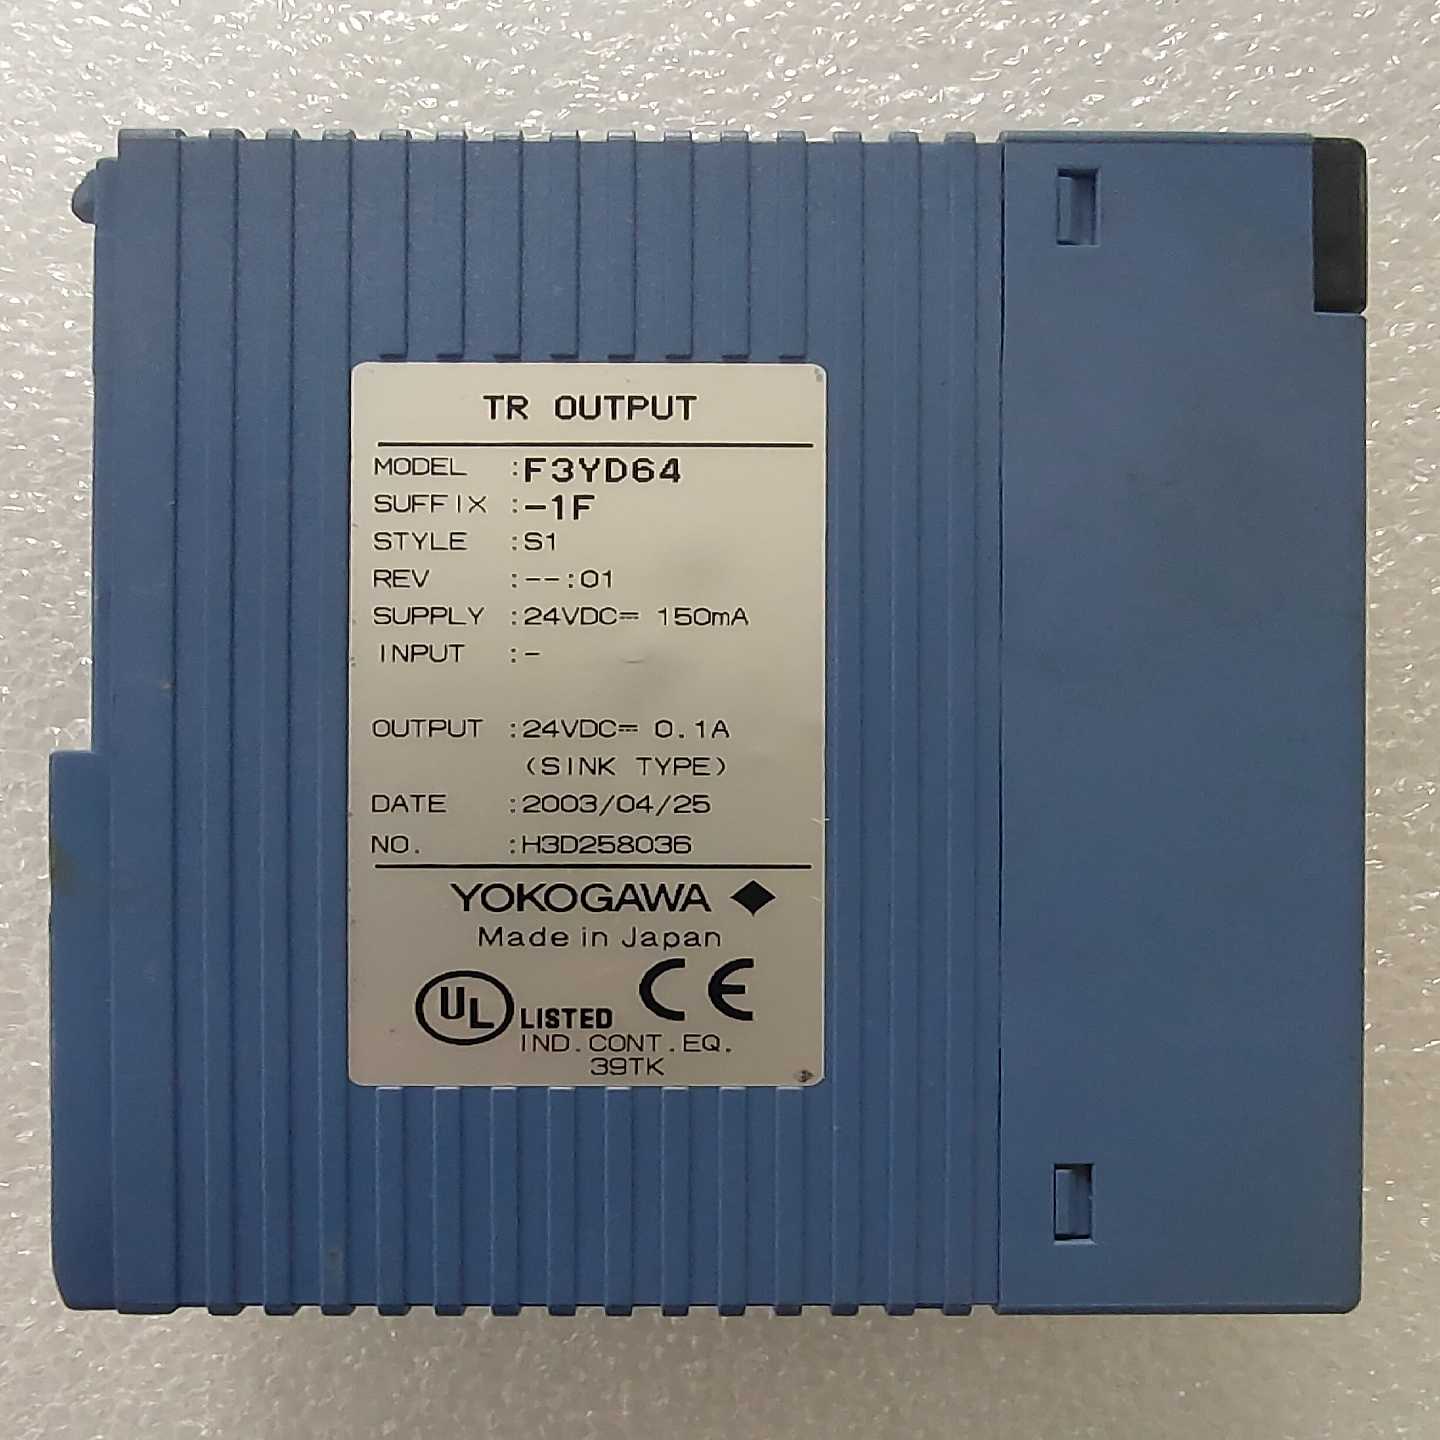 TR OUTPUT
MODEL :F3YD64
SUFFIX :-1F
STYLE :S1
REV :--:01
SUPPLY :24VDC⎓ 150mA
INPUT :-
OUTPUT :24VDC⎓ 0.1A
(SINK TYPE)
DATE :2003/04/25
NO. :H3D258036
YOKOGAWA
Made in Japan
UL LISTED CE
IND.CONT.EQ.
39TK